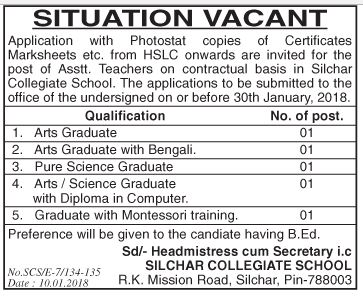 SITUATION VACANT
Application with Photostat copies of Certificates
Marksheets etc. from HSLC onwards are invited for the
post of Asstt. Teachers on contractual basis in Silchar
Collegiate School. The applications to be submitted to the
office of the undersigned on or before 30th January, 2018.
Qualification No. of post.
1. Arts Graduate 01
2. Arts Graduate with Bengali. 01
3. Pure Science Graduate 01
4. Arts / Science Graduate 01
with Diploma in Computer.
5. Graduate with Montessori training. 01
Preference will be given to the candiate having B.Ed.
Sd/- Headmistress cum Secretary i.c
SILCHAR COLLEGIATE SCHOOL
No.SCS/E-7/134-135
R.K. Mission Road, Silchar, Pin-788003
Date : 10.01.2018